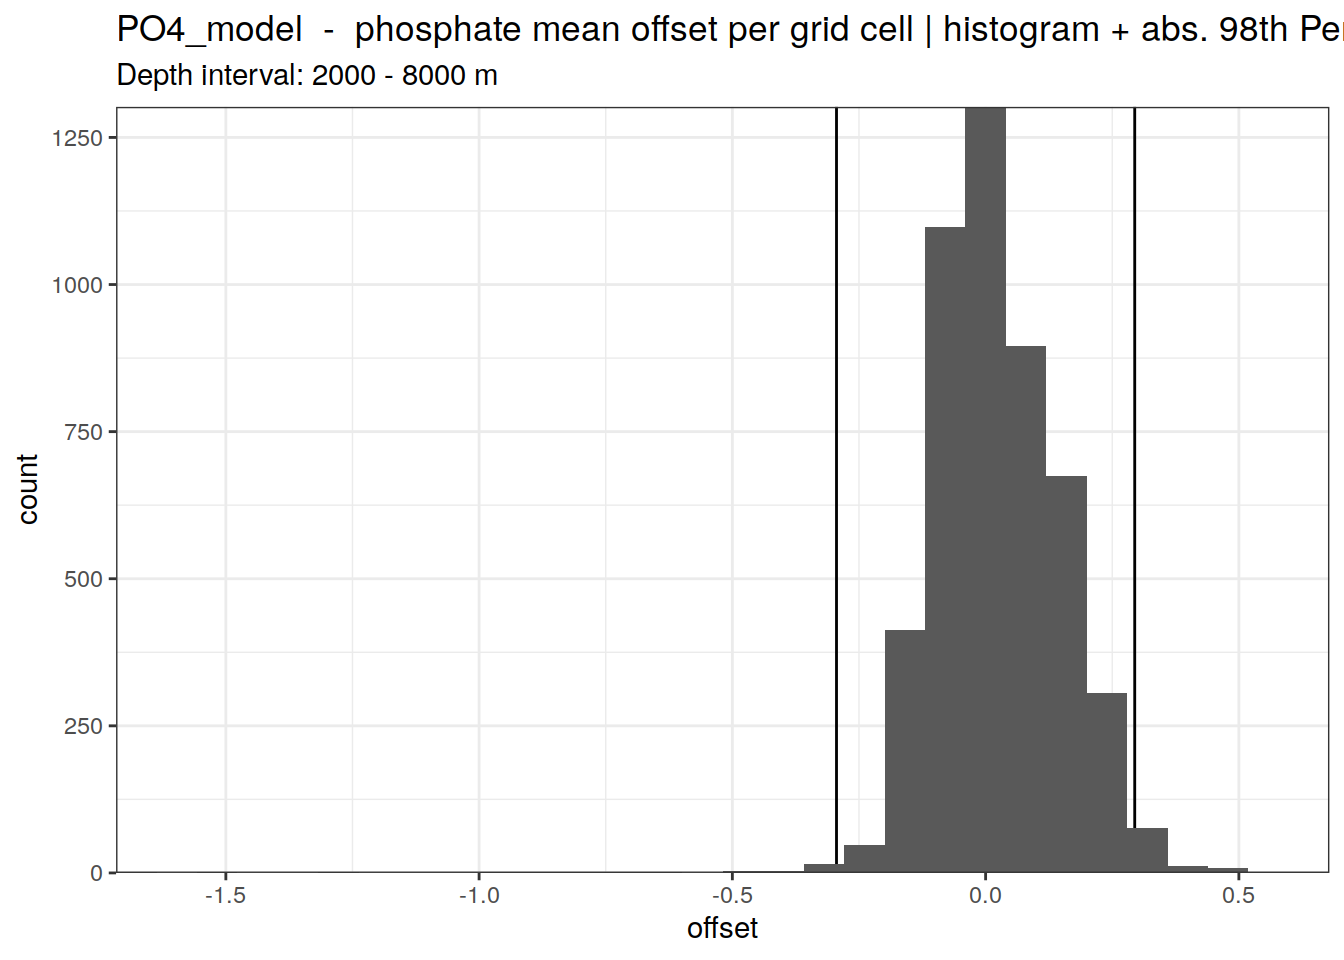 PO4_model - phosphate mean offset per grid cell | histogram + abs. 98th
Depth interval: 2000 - 8000 m
1250
1000
750
500
250
0
count
-1.5 -1.0 -0.5 0.0 0.5
offset